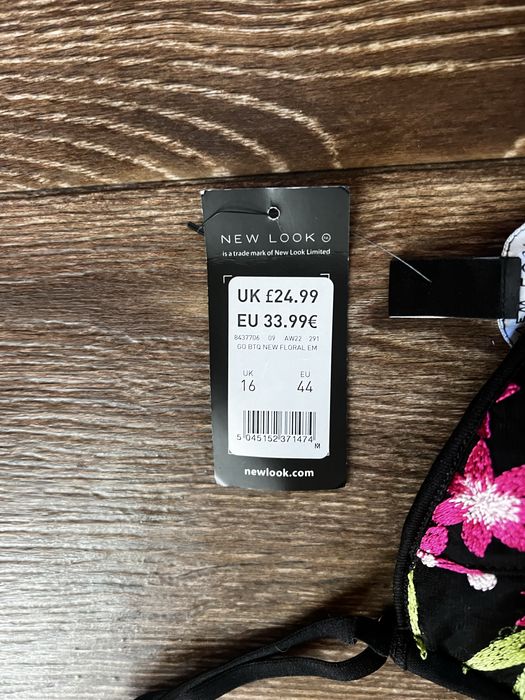 NEW LOOK
is a trade mark of New Look Limited
UK £24.99
EU 33.99€
8437706 09 AW22 291
GO BTQ NEW FLORAL EM
UK EU
16 44
5 045152 371474
M
newlook.com